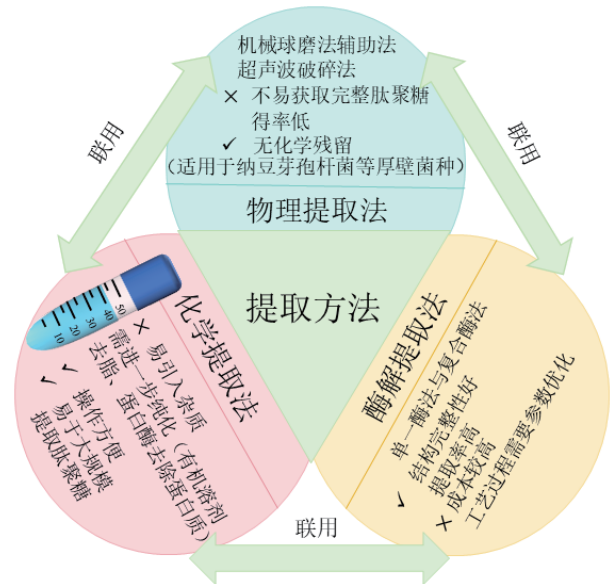 机械球磨法辅助法
超声波破碎法
× 不易获取完整肽聚糖
得率低
✓ 无化学残留
(适用于纳豆芽孢杆菌等厚壁菌种)
物理提取法
联用
联用
提取方法
化学提取法
× 易引入杂质
需进一步纯化(有机溶剂
去脂、蛋白酶去除蛋白质)
✓ 操作方便
易于大规模
✓ 提取肽聚糖
50
40
30
20
10
酶解提取法
单一酶法与复合酶法
✓ 结构完整性好
提取率高
× 成本较高
工艺过程需要参数优化
联用